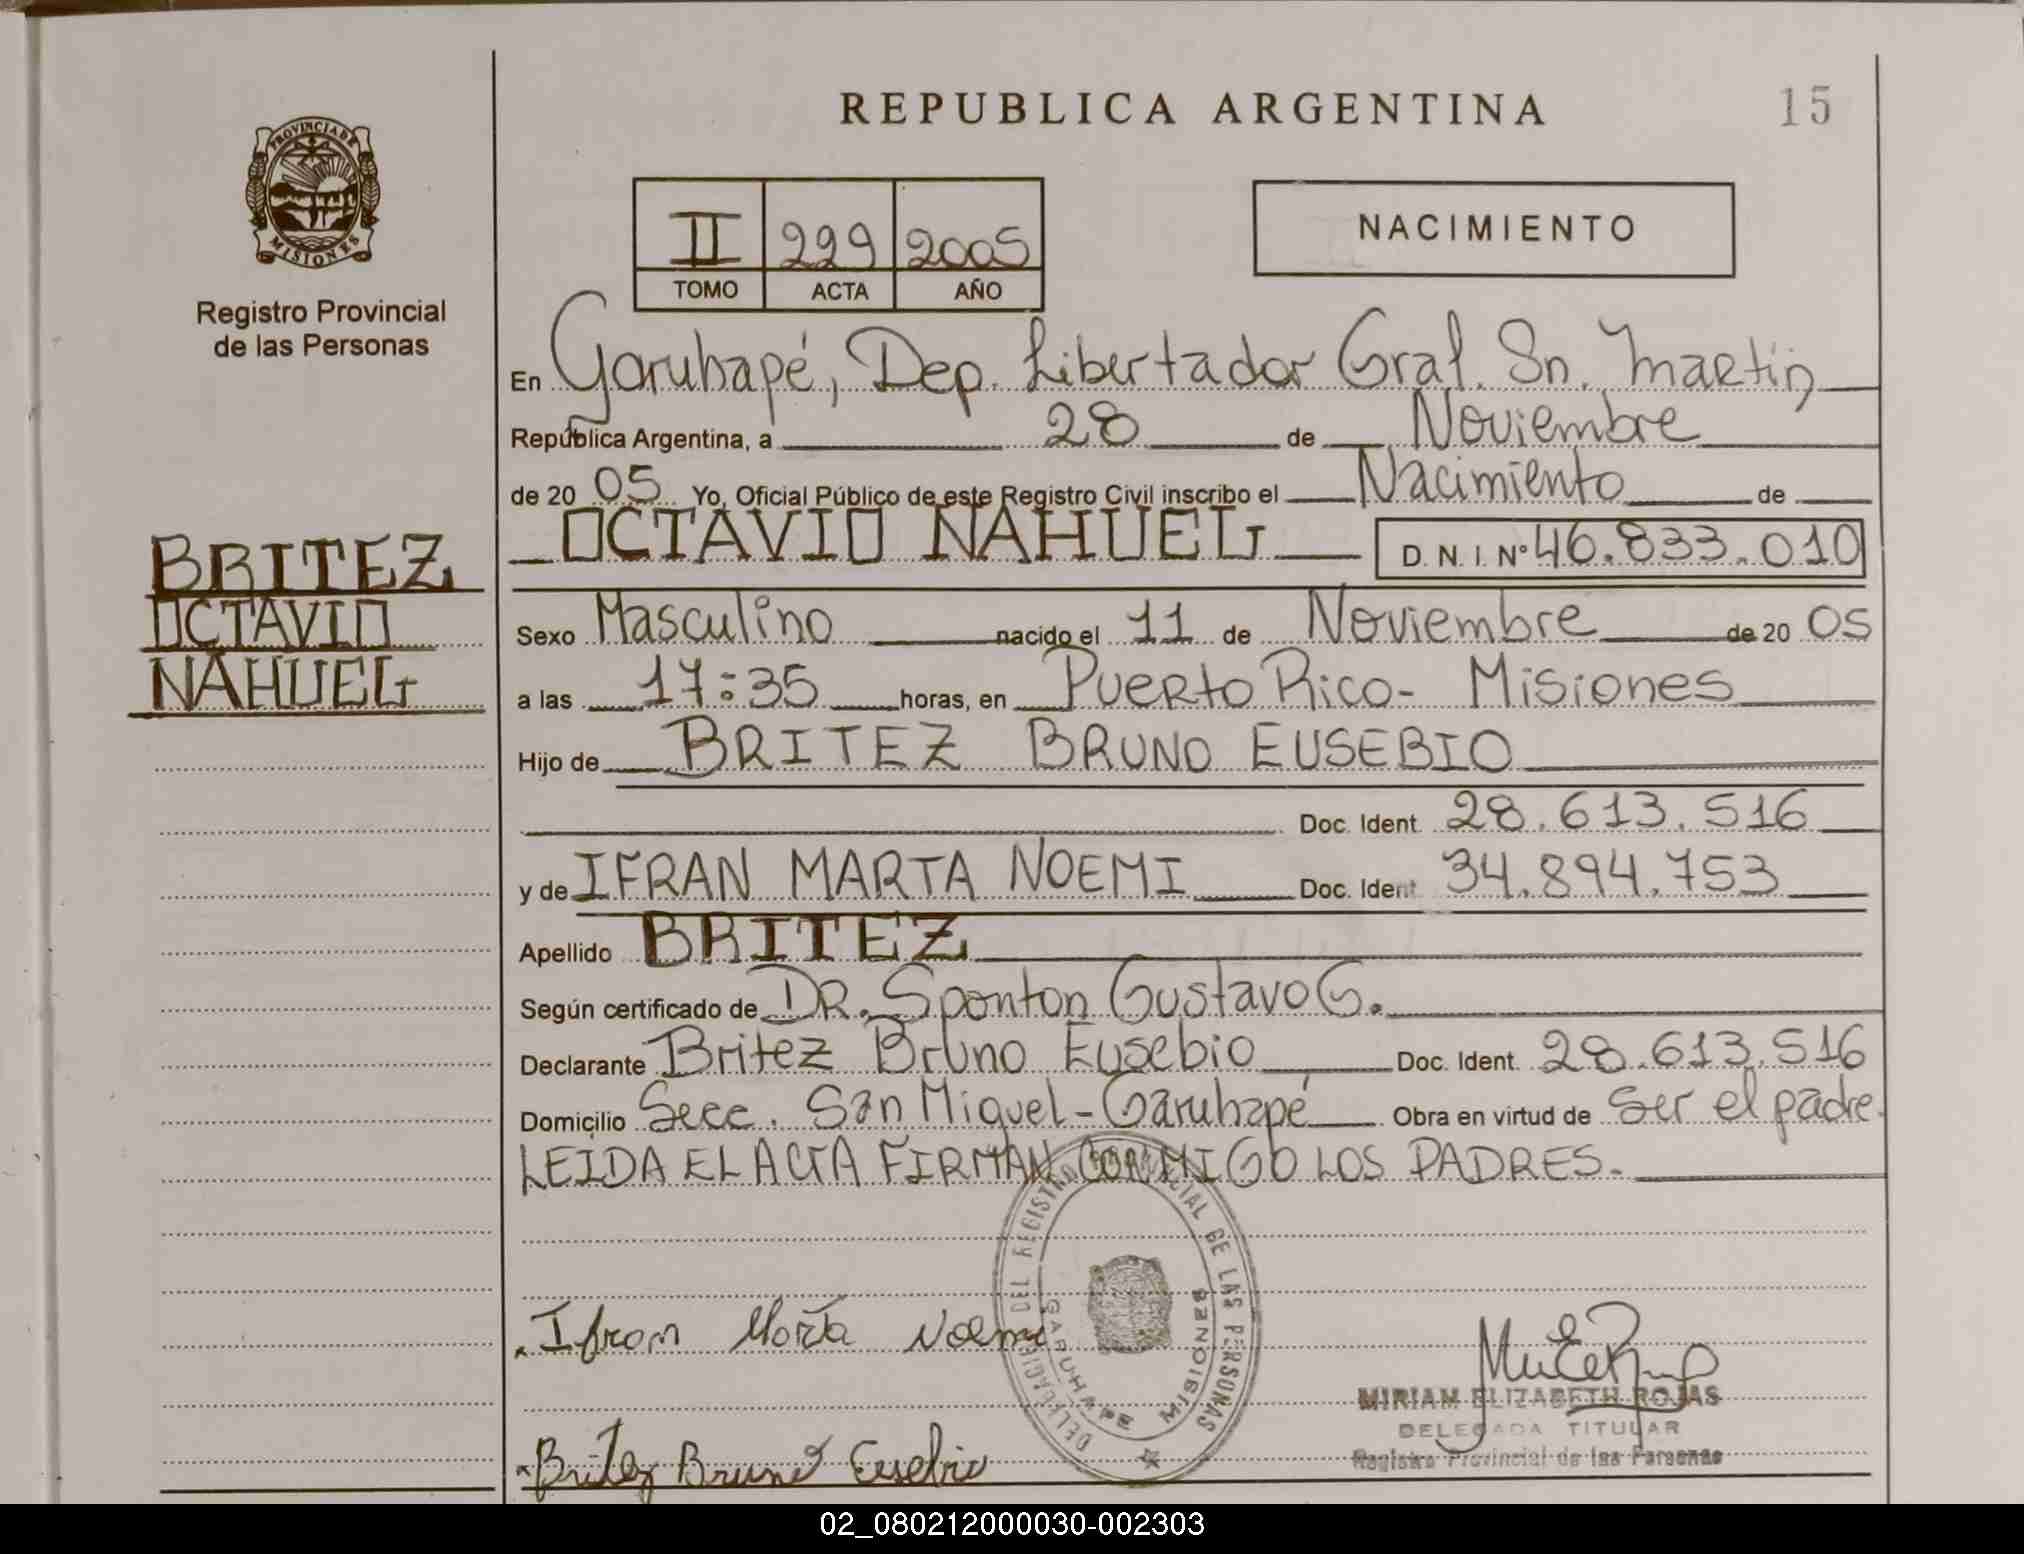 REPUBLICA ARGENTINA
15
PROVINCIA DE
MISIONES
Registro Provincial
de las Personas
II 229 2005
TOMO ACTA AÑO
NACIMIENTO
En Garuhapé, Dep. Libertador Gral. Sn. Martin,
República Argentina, a 28 de Noviembre
de 20 05 Yo, Oficial Público de este Registro Civil inscribo el Nacimiento de
OCTAVIO NAHUEL D. N. I. Nº 46.833.010
BRITEZ
OCTAVIO
NAHUEL
Sexo Masculino nacido el 11 de Noviembre de 20 05
a las 17:35 horas, en Puerto Rico- Misiones
Hijo de BRITEZ BRUNO EUSEBIO
Doc. Ident. 28.613.516
y de IFRAN MARTA NOEMI Doc. Ident 34.894.753
Apellido BRITEZ
Según certificado de DR. Sponton Gustavo G.
Declarante Britez Bruno Eusebio Doc. Ident. 28.613.516
Domicilio Secc. San Miguel-Garuhapé Obra en virtud de Ser el padre.
LEIDA EL ACTA FIRMAN CONMIGO LOS PADRES.
Ifran Marta Noemi
Britez Bruno Eusebio
DELEGACION DEL REGISTRO PROVINCIAL DE LAS PERSONAS
GARUHAPE MISIONES
MIRIAM ELIZABETH ROJAS
DELEGADA TITULAR
Registro Provincial de las Personas
02_080212000030-002303